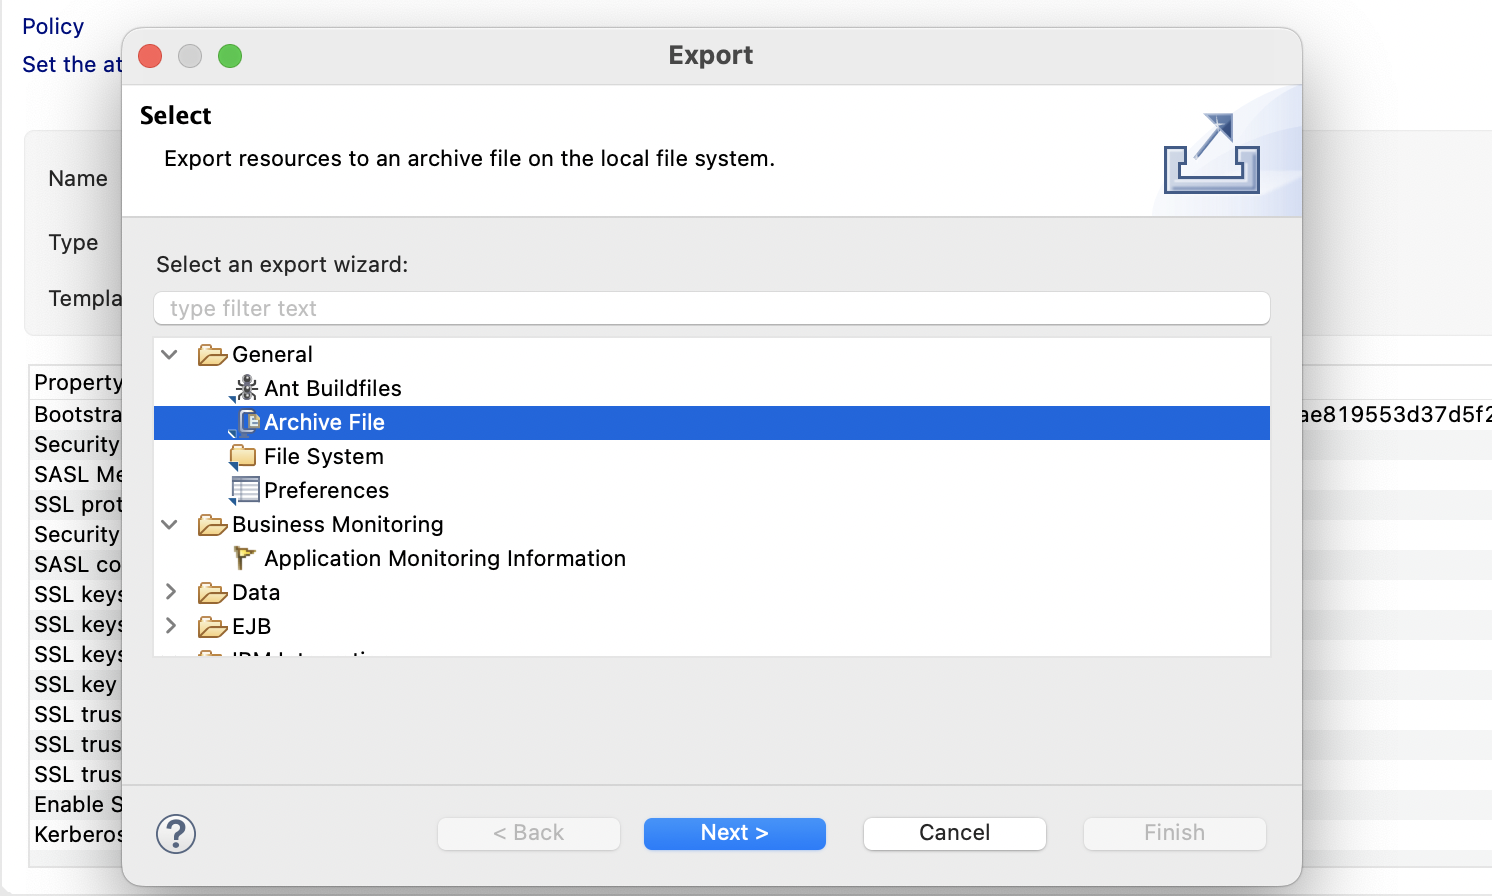 Policy
Set the at
Export
Select
Export resources to an archive file on the local file system.
Name
Type
Templa
Select an export wizard:
type filter text
General
Ant Buildfiles
Archive File
File System
Preferences
Business Monitoring
Application Monitoring Information
Data
EJB
Property
Bootstra
ae819553d37d5f2
Security
SASL Me
SSL prot
Security
SASL co
SSL keys
SSL keys
SSL keys
SSL key
SSL trus
SSL trus
SSL trus
Enable S
Kerberos
< Back
Next >
Cancel
Finish